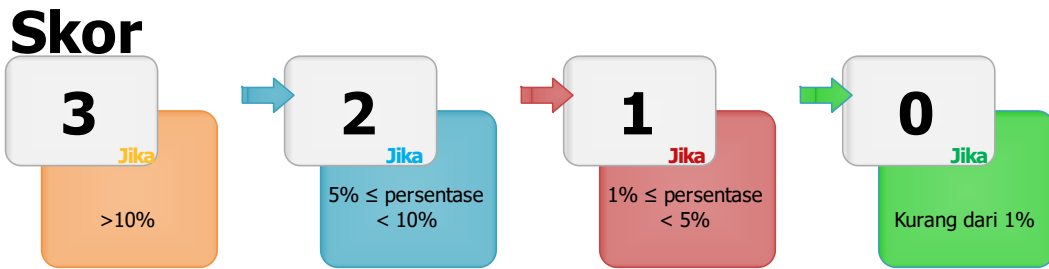 Skor
3
Jika
>10%
2
Jika
5% ≤ persentase
< 10%
1
Jika
1% ≤ persentase
< 5%
0
Jika
Kurang dari 1%